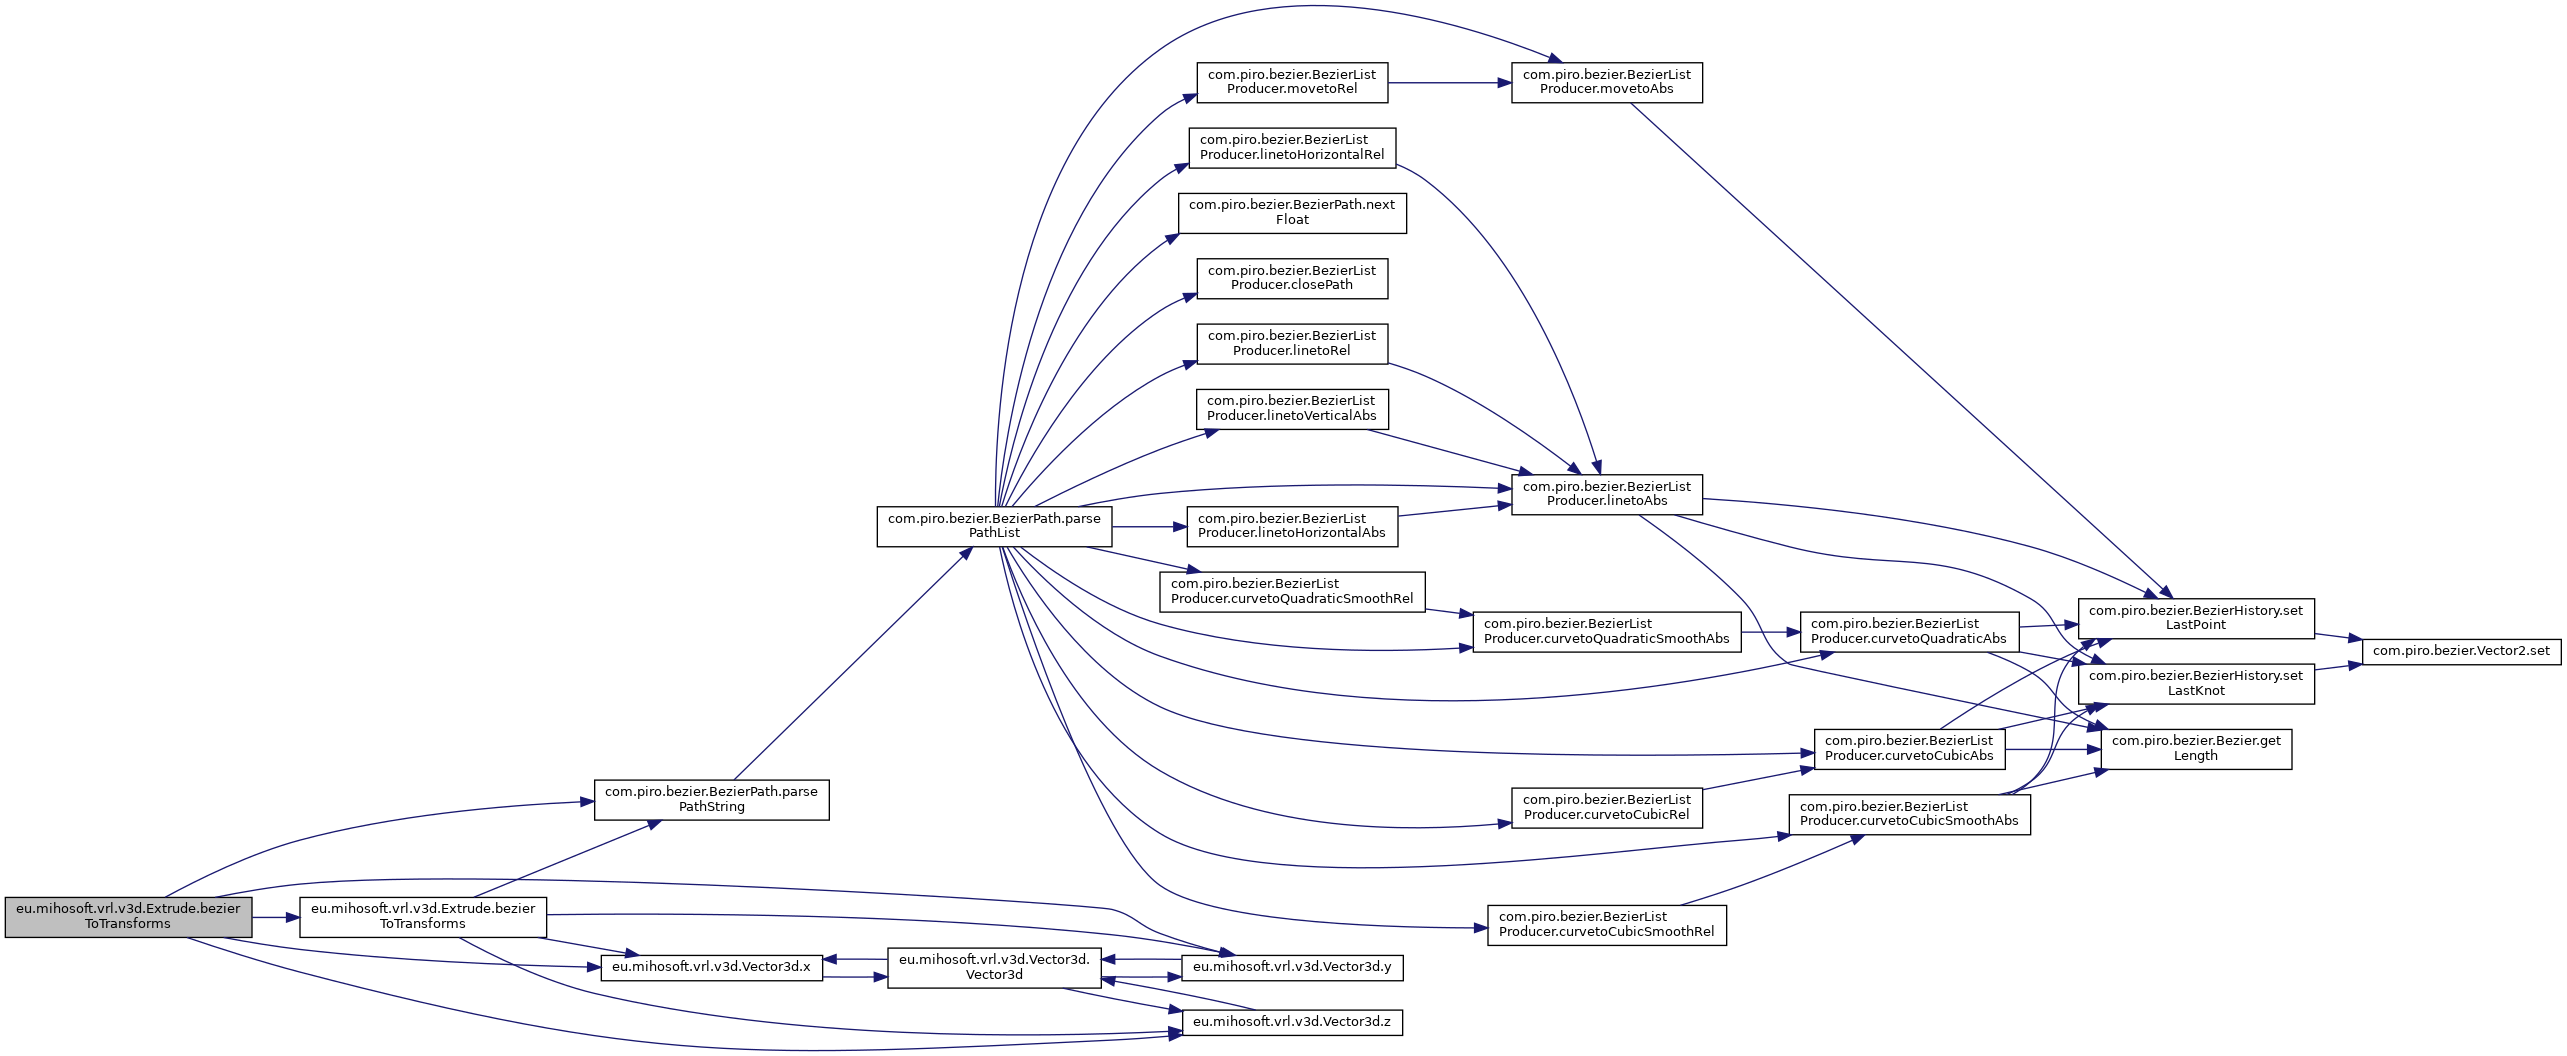 com.piro.bezier.BezierList
Producer.movetoRel
com.piro.bezier.BezierList
Producer.movetoAbs
com.piro.bezier.BezierList
Producer.linetoHorizontalRel
com.piro.bezier.BezierPath.next
Float
com.piro.bezier.BezierList
Producer.closePath
com.piro.bezier.BezierList
Producer.linetoRel
com.piro.bezier.BezierList
Producer.linetoVerticalAbs
com.piro.bezier.BezierList
Producer.linetoAbs
com.piro.bezier.BezierPath.parse
PathList
com.piro.bezier.BezierList
Producer.linetoHorizontalAbs
com.piro.bezier.BezierList
Producer.curvetoQuadraticSmoothRel
com.piro.bezier.BezierList
Producer.curvetoQuadraticSmoothAbs
com.piro.bezier.BezierList
Producer.curvetoQuadraticAbs
com.piro.bezier.BezierHistory.set
LastPoint
com.piro.bezier.Vector2.set
com.piro.bezier.BezierHistory.set
LastKnot
com.piro.bezier.BezierList
Producer.curvetoCubicAbs
com.piro.bezier.Bezier.get
Length
com.piro.bezier.BezierPath.parse
PathString
com.piro.bezier.BezierList
Producer.curvetoCubicRel
com.piro.bezier.BezierList
Producer.curvetoCubicSmoothAbs
eu.mihosoft.vrl.v3d.Extrude.bezier
ToTransforms
eu.mihosoft.vrl.v3d.Extrude.bezier
ToTransforms
com.piro.bezier.BezierList
Producer.curvetoCubicSmoothRel
eu.mihosoft.vrl.v3d.Vector3d.x
eu.mihosoft.vrl.v3d.Vector3d.
Vector3d
eu.mihosoft.vrl.v3d.Vector3d.y
eu.mihosoft.vrl.v3d.Vector3d.z